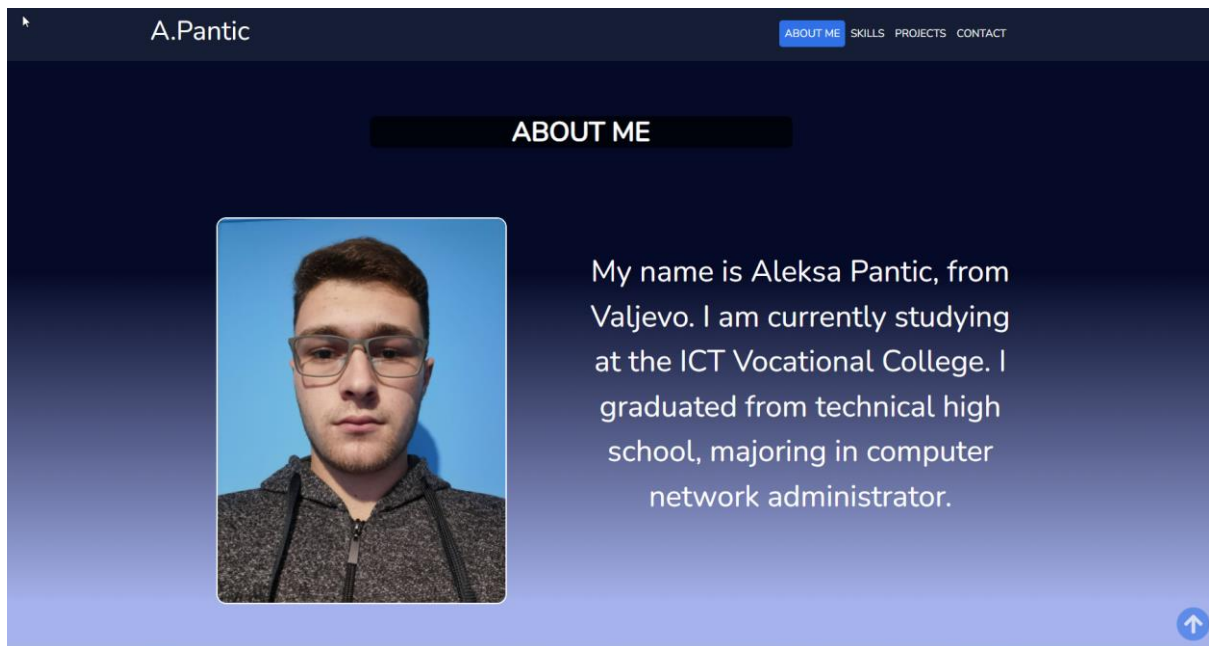 A.Pantic
ABOUT ME SKILLS PROJECTS CONTACT
ABOUT ME
My name is Aleksa Pantic, from
Valjevo. I am currently studying
at the ICT Vocational College. I
graduated from technical high
school, majoring in computer
network administrator.